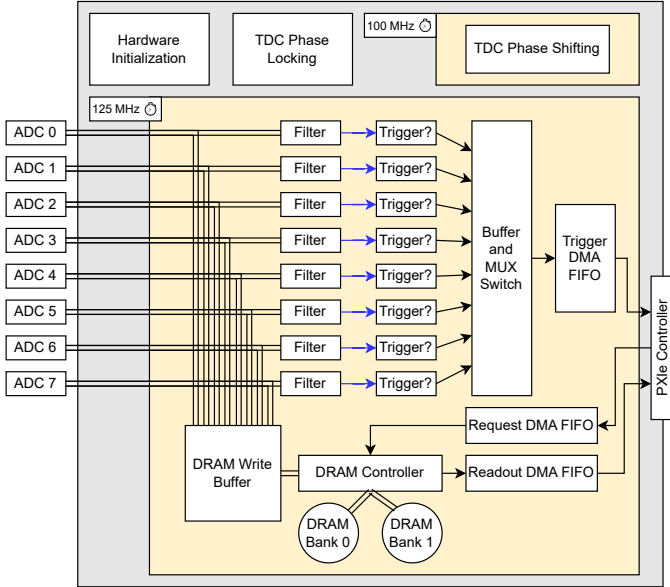 Hardware
Initialization
TDC Phase
Locking
100 MHz
TDC Phase Shifting
125 MHz
ADC 0
Filter
Trigger?
ADC 1
Filter
Trigger?
ADC 2
Filter
Trigger?
ADC 3
Filter
Trigger?
ADC 4
Filter
Trigger?
ADC 5
Filter
Trigger?
ADC 6
Filter
Trigger?
ADC 7
Filter
Trigger?
Buffer
and
MUX
Switch
Trigger
DMA
FIFO
PXIe Controller
Request DMA FIFO
DRAM Write
Buffer
DRAM Controller
Readout DMA FIFO
DRAM
Bank 0
DRAM
Bank 1